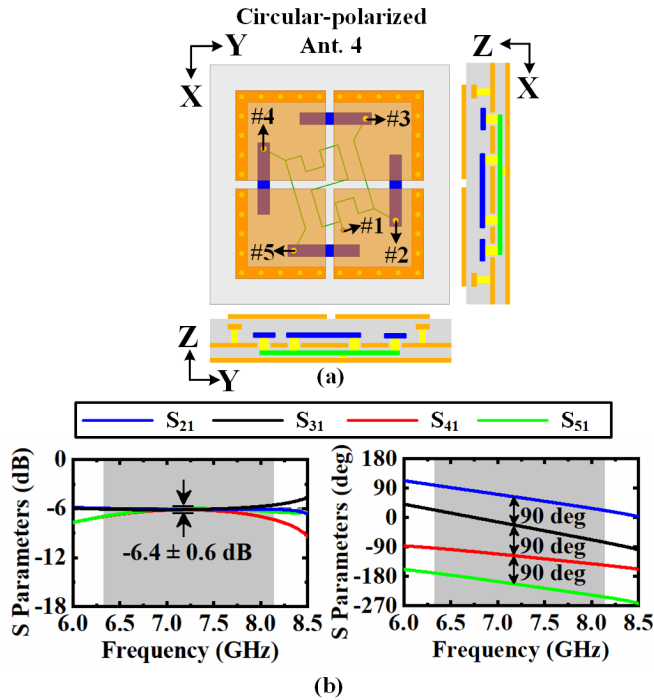 Circular-polarized
Ant. 4
Y
X
Z
X
#4
#3
#1
#5
#2
Z
Y
(a)
S21
S31
S41
S51
S Parameters (dB)
0
-6
-12
-18
-6.4 ± 0.6 dB
6.0
6.5
7.0
7.5
8.0
8.5
Frequency (GHz)
S Parameters (deg)
180
90
0
-90
-180
-270
90 deg
90 deg
90 deg
6.0
6.5
7.0
7.5
8.0
8.5
Frequency (GHz)
(b)